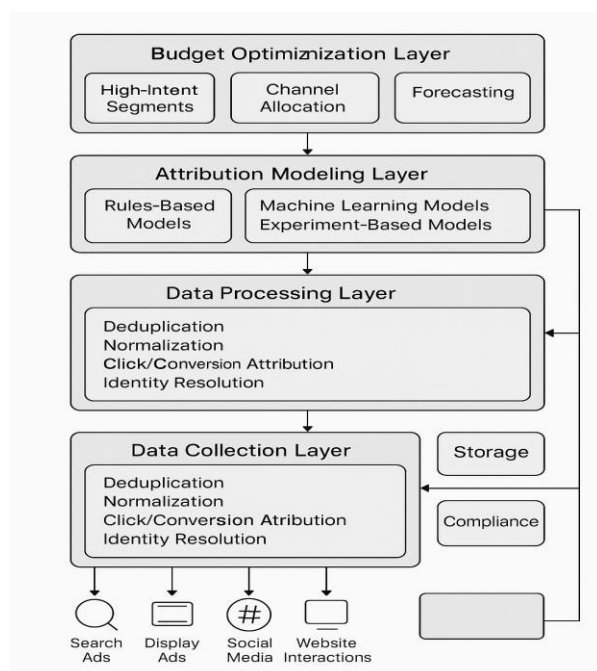 Budget Optimiznization Layer
High-Intent
Segments
Channel
Allocation
Forecasting
Attribution Modeling Layer
Rules-Based
Models
Machine Learning Models
Experiment-Based Models
Data Processing Layer
Deduplication
Normalization
Click/Conversion Attribution
Identity Resolution
Data Collection Layer
Deduplication
Normalization
Click/Conversion Atribution
Identity Resolution
Storage
Compliance
#
Search
Ads
Display
Ads
Social
Media
Website
Interactions